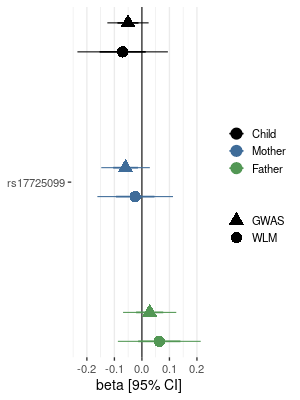 Child
Mother
Father
rs17725099
GWAS
WLM
-0.2 -0.1 0.0 0.1 0.2
beta [95% CI]